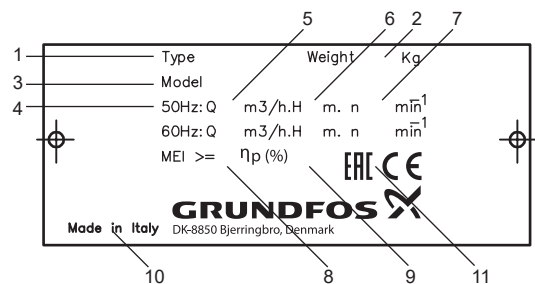 5 6 2 7
1 Type Weight Kg
3 Model
4 50Hz: Q m3/h.H m. n min⁻¹
60Hz: Q m3/h.H m. n min⁻¹
MEI >= ηp (%)
EAC CE
GRUNDFOS
Made in Italy DK-8850 Bjerringbro, Denmark
10 8 9 11